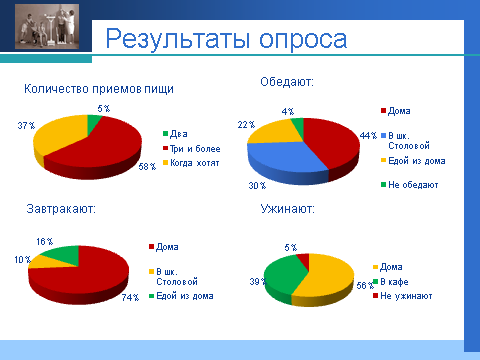 Результаты опроса
Количество приемов пищи
5%
37%
58%
Два
Три и более
Когда хотят
Обедают:
4%
22%
44%
30%
Дома
В шк.
Столовой
Едой из дома
Не обедают
Завтракают:
16%
10%
74%
Дома
В шк.
Столовой
Едой из дома
Ужинают:
5%
39%
56%
Дома
В кафе
Не ужинают